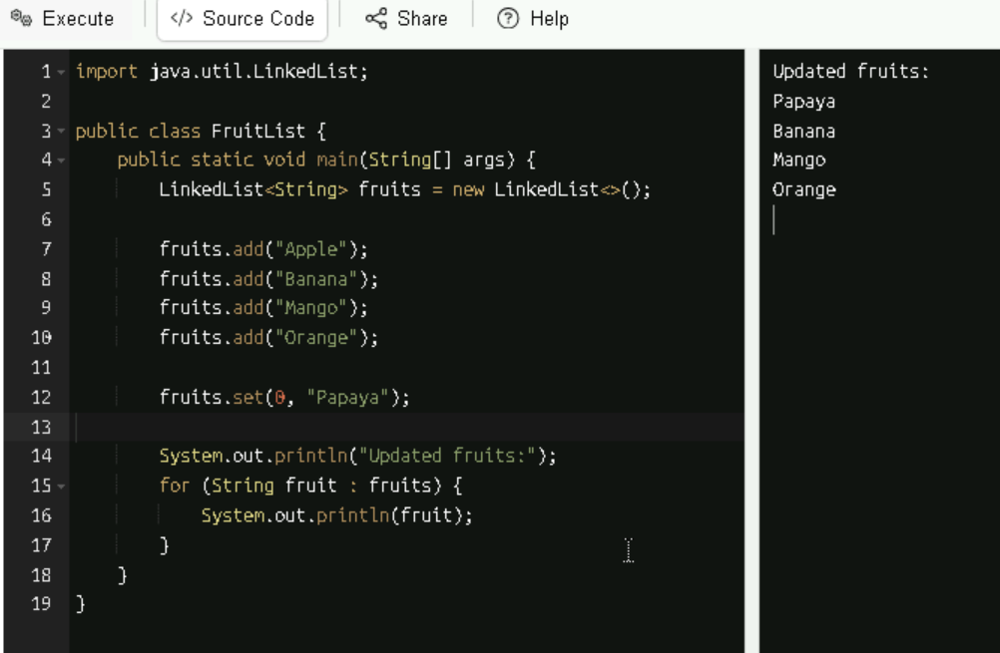 Execute </> Source Code Share Help
1 import java.util.LinkedList;
2
3 public class FruitList {
4     public static void main(String[] args) {
5         LinkedList<String> fruits = new LinkedList<>();
6
7         fruits.add("Apple");
8         fruits.add("Banana");
9         fruits.add("Mango");
10         fruits.add("Orange");
11
12         fruits.set(0, "Papaya");
13
14         System.out.println("Updated fruits:");
15         for (String fruit : fruits) {
16             System.out.println(fruit);
17         }
18     }
19 }
Updated fruits:
Papaya
Banana
Mango
Orange